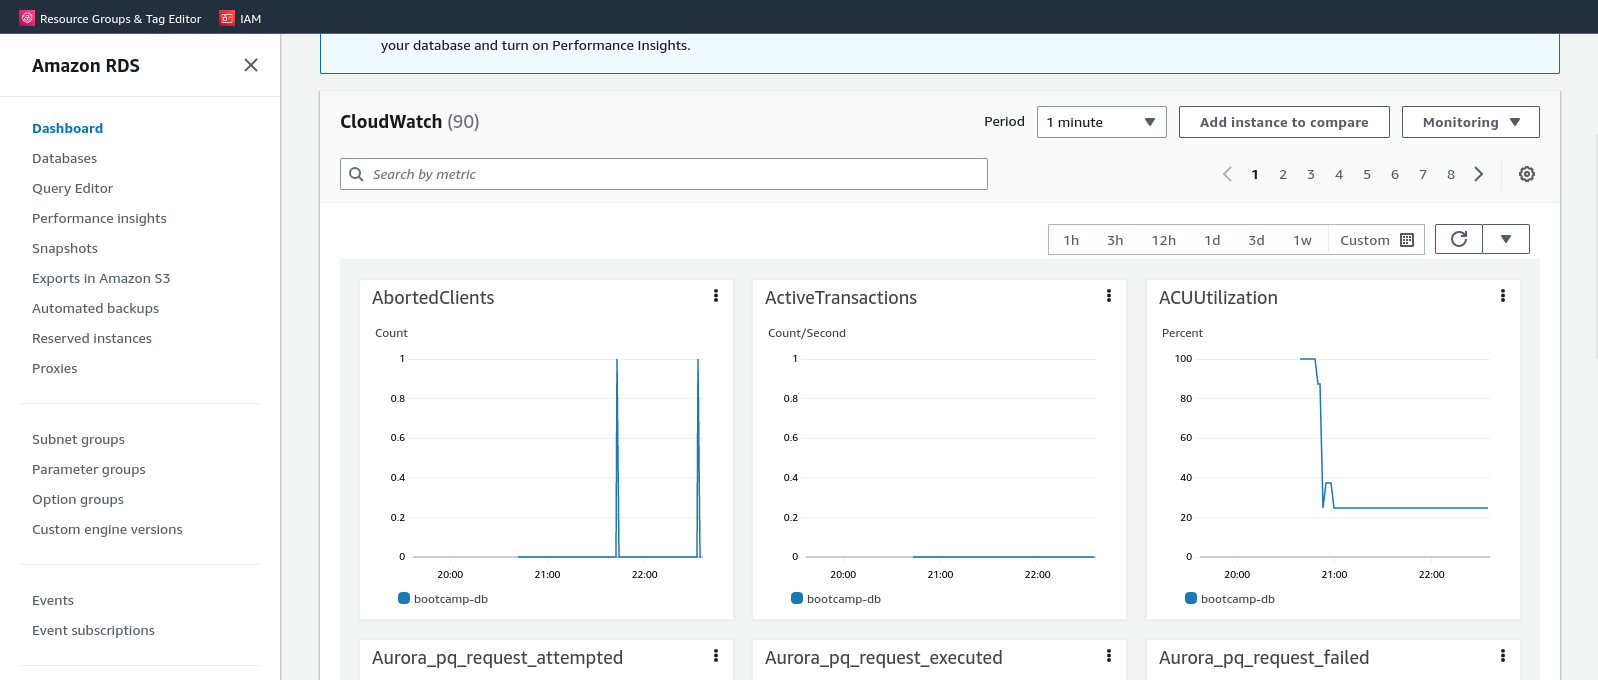 Resource Groups & Tag Editor IAM
Amazon RDS
Dashboard
Databases
Query Editor
Performance insights
Snapshots
Exports in Amazon S3
Automated backups
Reserved instances
Proxies
Subnet groups
Parameter groups
Option groups
Custom engine versions
Events
Event subscriptions
your database and turn on Performance Insights.
CloudWatch (90)
Period 1 minute Add instance to compare Monitoring
Search by metric
1 2 3 4 5 6 7 8
1h 3h 12h 1d 3d 1w Custom
AbortedClients
Count
1
0.8
0.6
0.4
0.2
0
20:00 21:00 22:00
bootcamp-db
ActiveTransactions
Count/Second
1
0.8
0.6
0.4
0.2
0
20:00 21:00 22:00
bootcamp-db
ACUUtilization
Percent
100
80
60
40
20
0
20:00 21:00 22:00
bootcamp-db
Aurora_pq_request_attempted
Aurora_pq_request_executed
Aurora_pq_request_failed